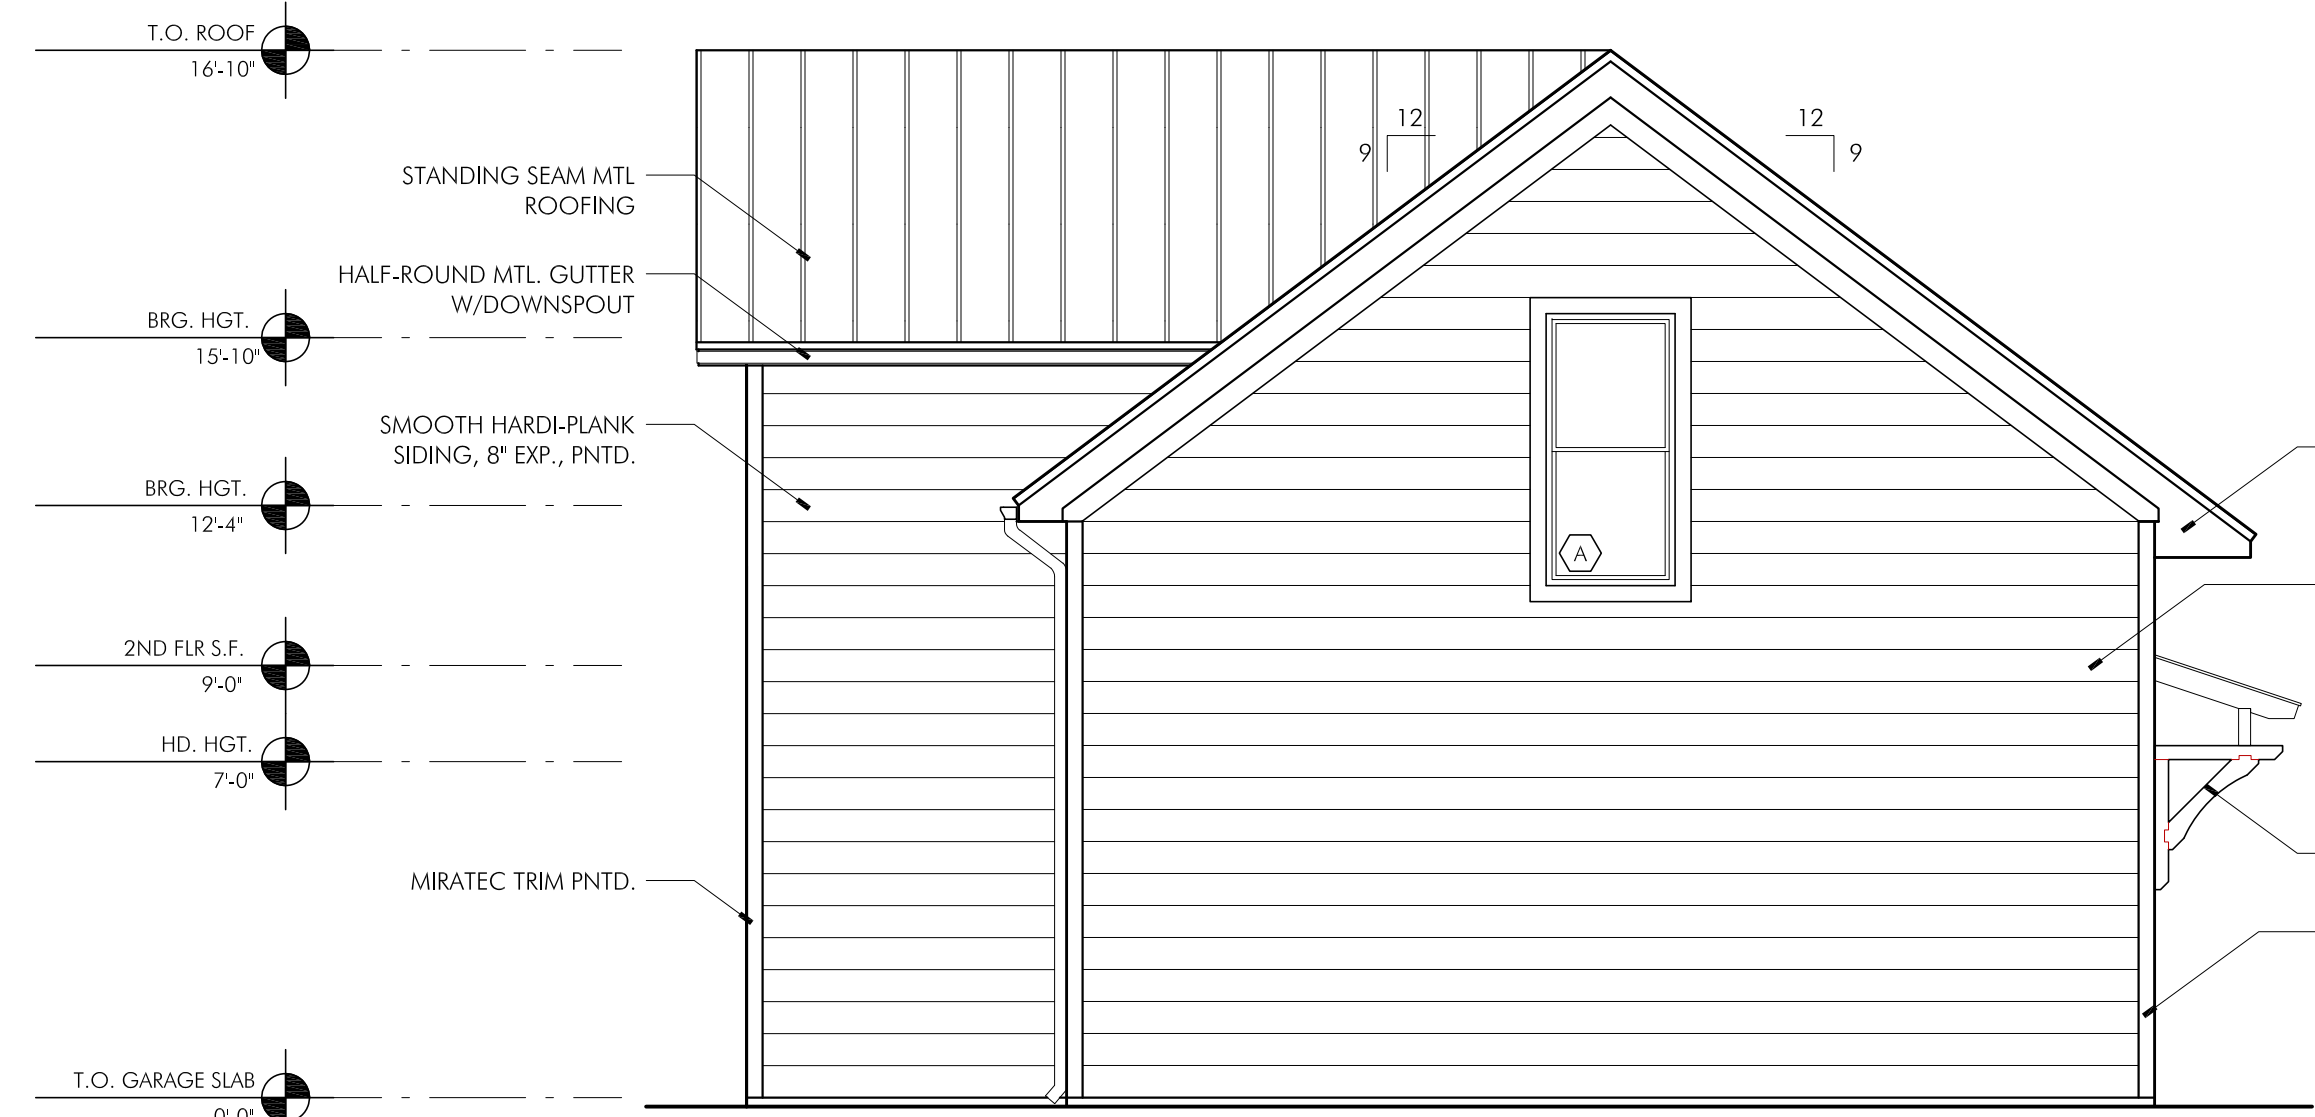 T.O. ROOF
16'-10"
12
9
12
9
STANDING SEAM MTL
ROOFING
HALF-ROUND MTL. GUTTER
W/DOWNSPOUT
BRG. HGT.
15'-10"
SMOOTH HARDI-PLANK
SIDING, 8" EXP., PNTD.
BRG. HGT.
12'-4"
A
2ND FLR S.F.
9'-0"
HD. HGT.
7'-0"
MIRATEC TRIM PNTD.
T.O. GARAGE SLAB
0'-0"